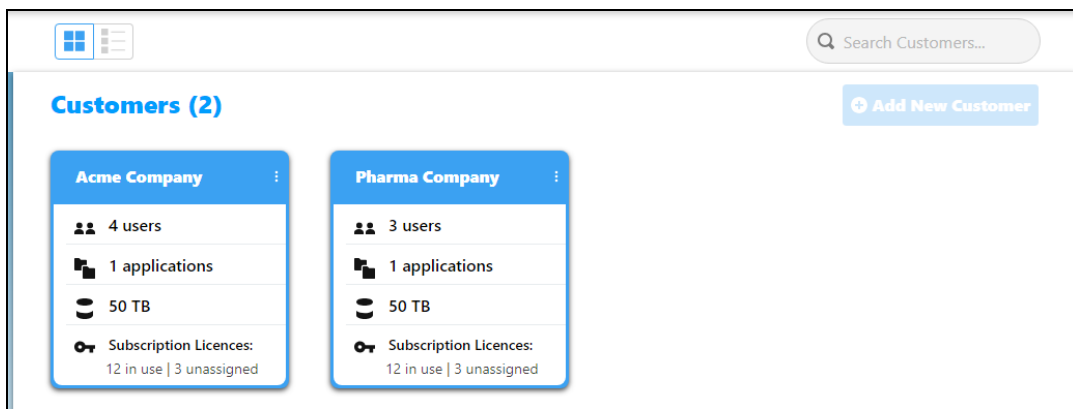 Search Customers...
Customers (2)
Add New Customer
Acme Company
4 users
1 applications
50 TB
Subscription Licences:
12 in use | 3 unassigned
Pharma Company
3 users
1 applications
50 TB
Subscription Licences:
12 in use | 3 unassigned